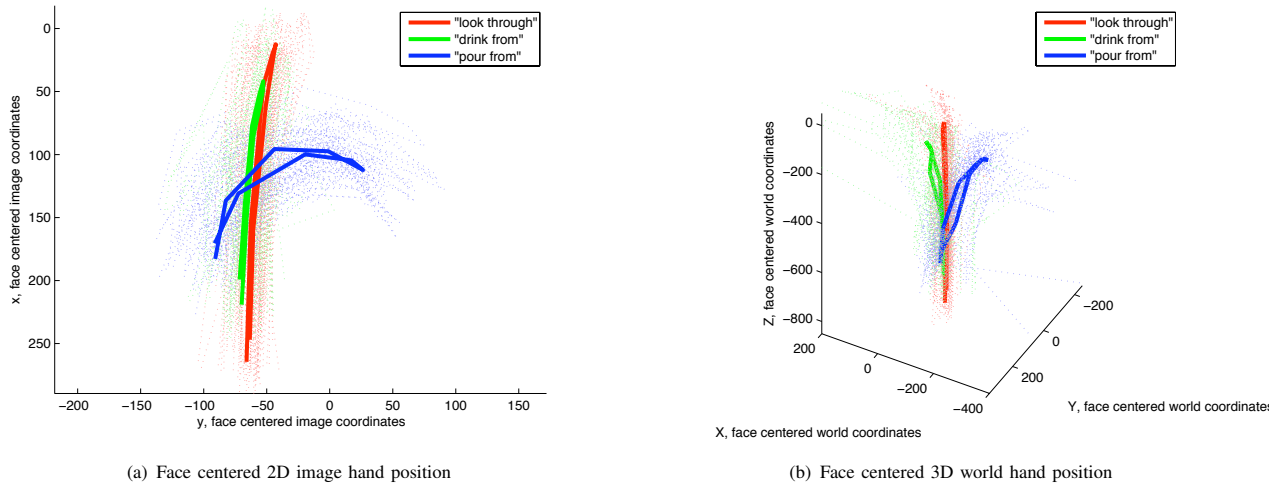 "look through"
"drink from"
"pour from"
0
50
100
150
200
250
x, face centered image coordinates
−200
−150
−100
−50
0
50
100
150
y, face centered image coordinates
(a) Face centered 2D image hand position
"look through"
"drink from"
"pour from"
0
−200
−400
−600
−800
Z, face centered world coordinates
200
0
−200
−400
X, face centered world coordinates
−200
0
200
Y, face centered world coordinates
(b) Face centered 3D world hand position